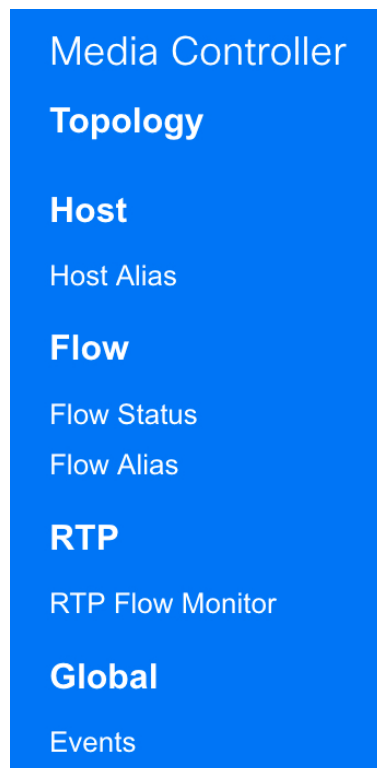 Media Controller
Topology
Host
Host Alias
Flow
Flow Status
Flow Alias
RTP
RTP Flow Monitor
Global
Events